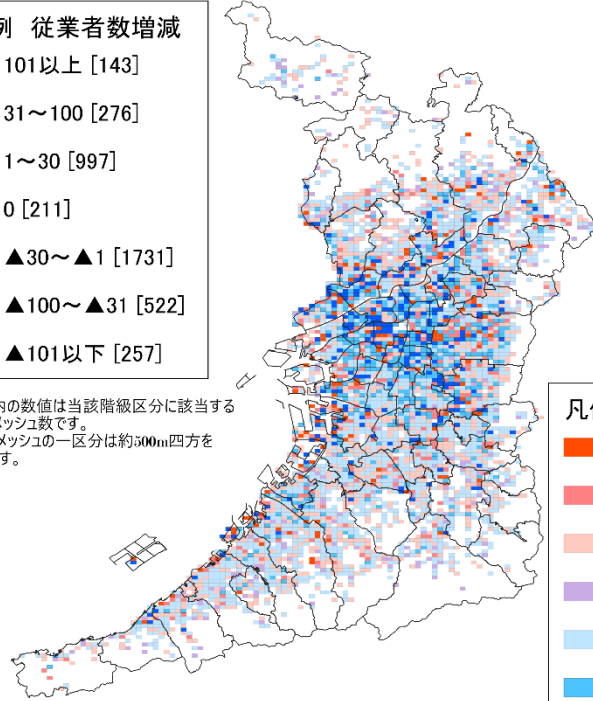 例 従業者数増減
101以上 [143]
31～100 [276]
1～30 [997]
0 [211]
▲30～▲1 [1731]
▲100～▲31 [522]
▲101以下 [257]
内の数値は当該階級区分に該当する
メッシュ数です。
メッシュの一区分は約500m四方を
す。
凡